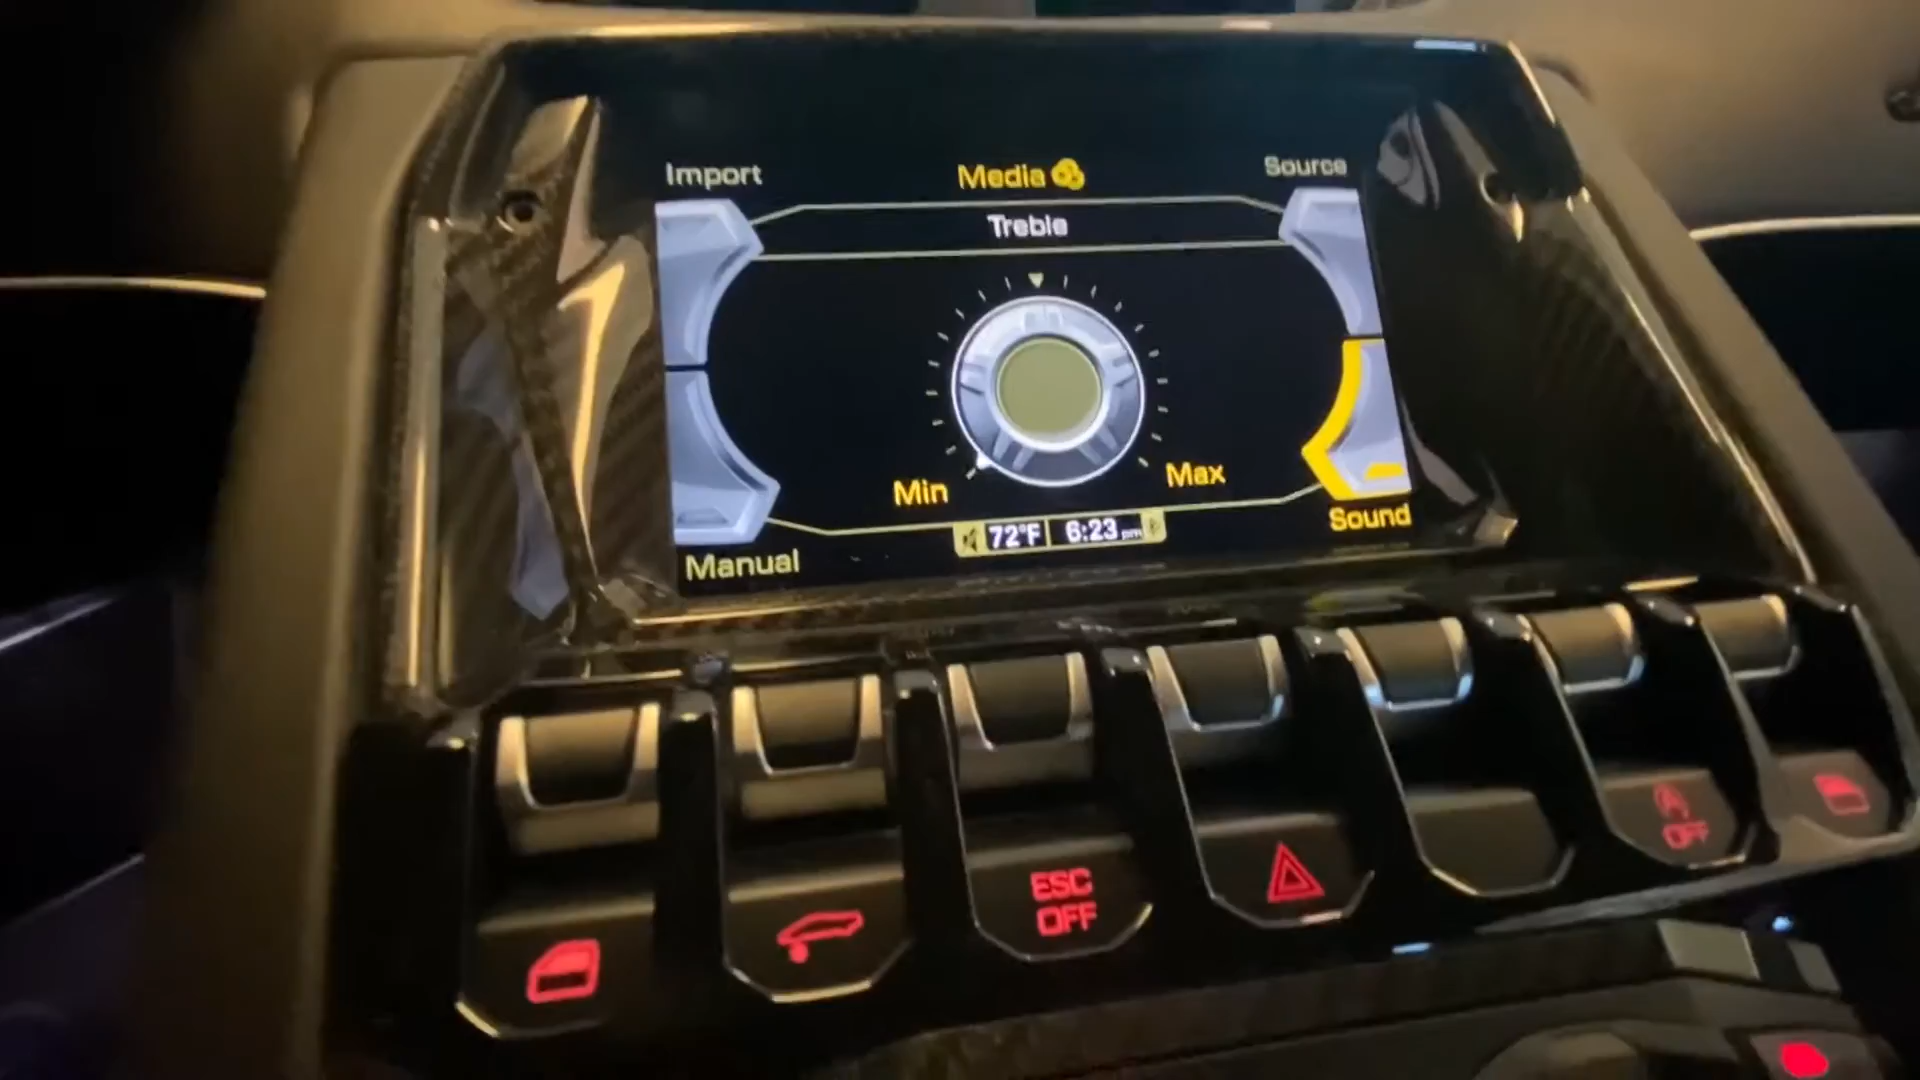 Import
Media
Source
Treble
Min
Max
72°F 6:23 pm
Sound
Manual
ESC
OFF
OFF